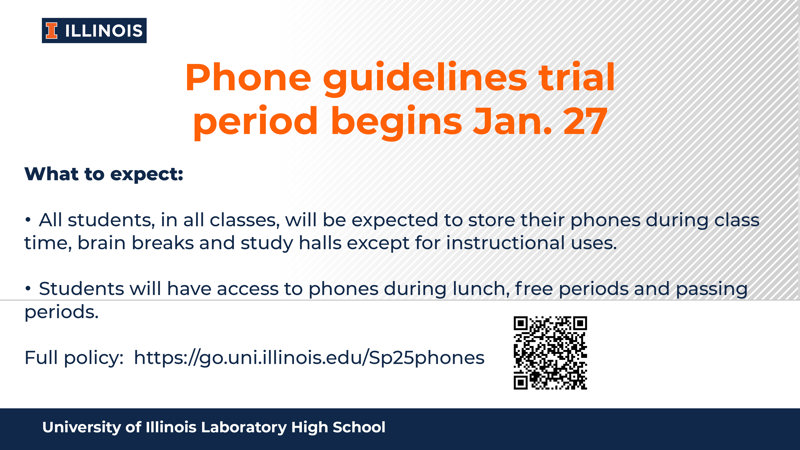 I ILLINOIS
Phone guidelines trial
period begins Jan. 27
What to expect:
• All students, in all classes, will be expected to store their phones during class
time, brain breaks and study halls except for instructional uses.
• Students will have access to phones during lunch, free periods and passing
periods.
Full policy:  https://go.uni.illinois.edu/Sp25phones
University of Illinois Laboratory High School